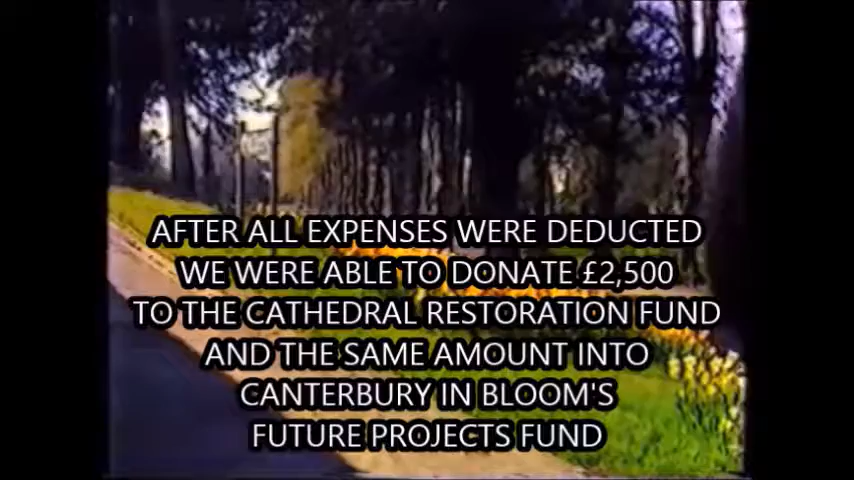 AFTER ALL EXPENSES WERE DEDUCTED
WE WERE ABLE TO DONATE £2,500
TO THE CATHEDRAL RESTORATION FUND
AND THE SAME AMOUNT INTO
CANTERBURY IN BLOOM'S
FUTURE PROJECTS FUND